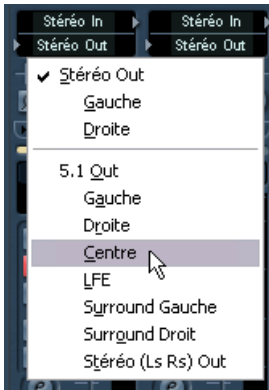 Stéréo In Stéréo In
Stéréo Out Stéréo Out
Stéréo Out
Gauche
Droite
5.1 Out
Gauche
Droite
Centre
LFE
Surround Gauche
Surround Droit
Stéréo (Ls Rs) Out